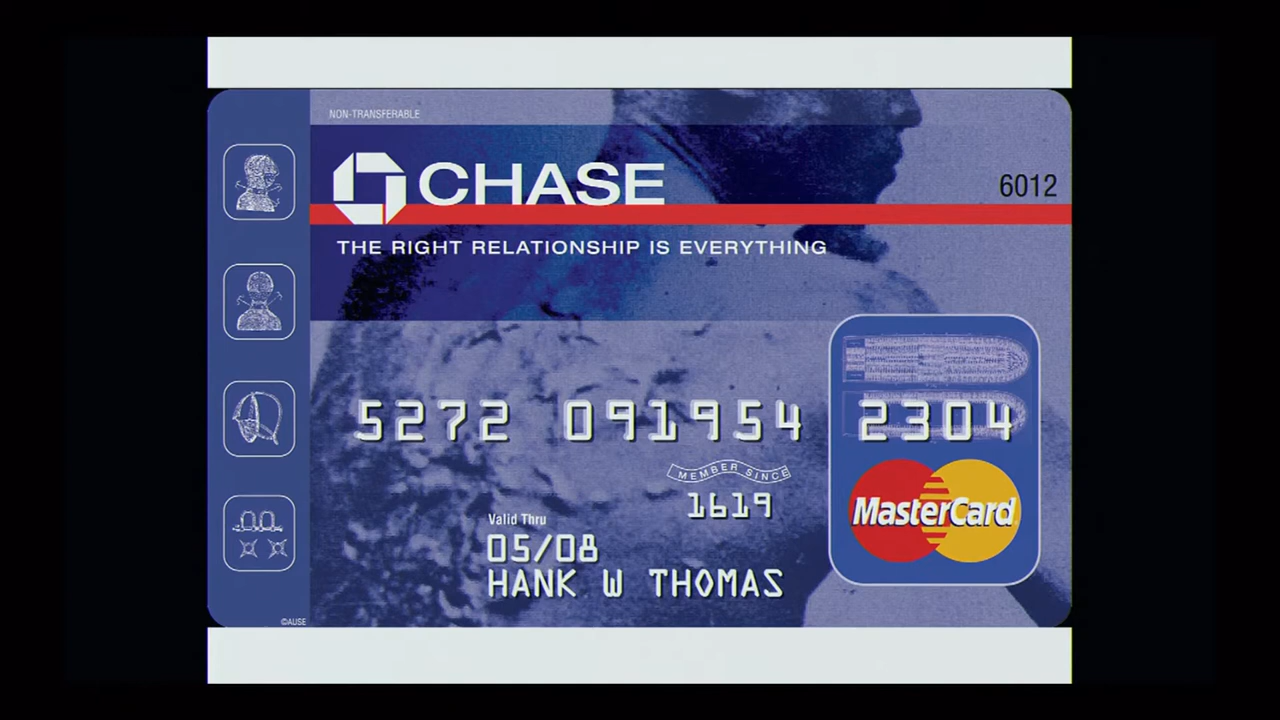 NON-TRANSFERABLE
CHASE
6012
THE RIGHT RELATIONSHIP IS EVERYTHING
5272 091954 2304
MEMBER SINCE
1619
MasterCard
Valid Thru
05/08
HANK W THOMAS
©AUSE